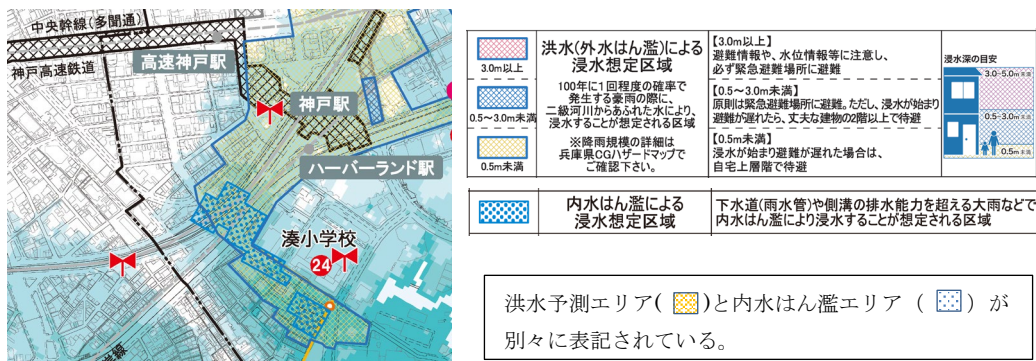 中央幹線(多聞通)
高速神戸駅
神戸高速鉄道
神戸駅
ハーバーランド駅
湊小学校
24
3.0m以上
0.5～3.0m未満
0.5m未満
洪水(外水はん濫)による
浸水想定区域
100年に1回程度の確率で
発生する豪雨の際に、
二級河川からあふれた水により、
浸水することが想定される区域
※降雨規模の詳細は
兵庫県CGハザードマップで
ご確認下さい。
【3.0m以上】
避難情報や、水位情報等に注意し、
必ず緊急避難場所に避難
【0.5～3.0m未満】
原則は緊急避難場所に避難。ただし、浸水が始まり
避難が遅れたら、丈夫な建物の2階以上で待避
【0.5m未満】
浸水が始まり避難が遅れた場合は、
自宅上層階で待避
浸水深の目安
3.0-5.0m未満
0.5-3.0m未満
0.5m未満
内水はん濫による
浸水想定区域
下水道(雨水管)や側溝の排水能力を超える大雨などで
内水はん濫により浸水することが想定される区域
洪水予測エリア( )と内水はん濫エリア（ ）が
別々に表記されている。